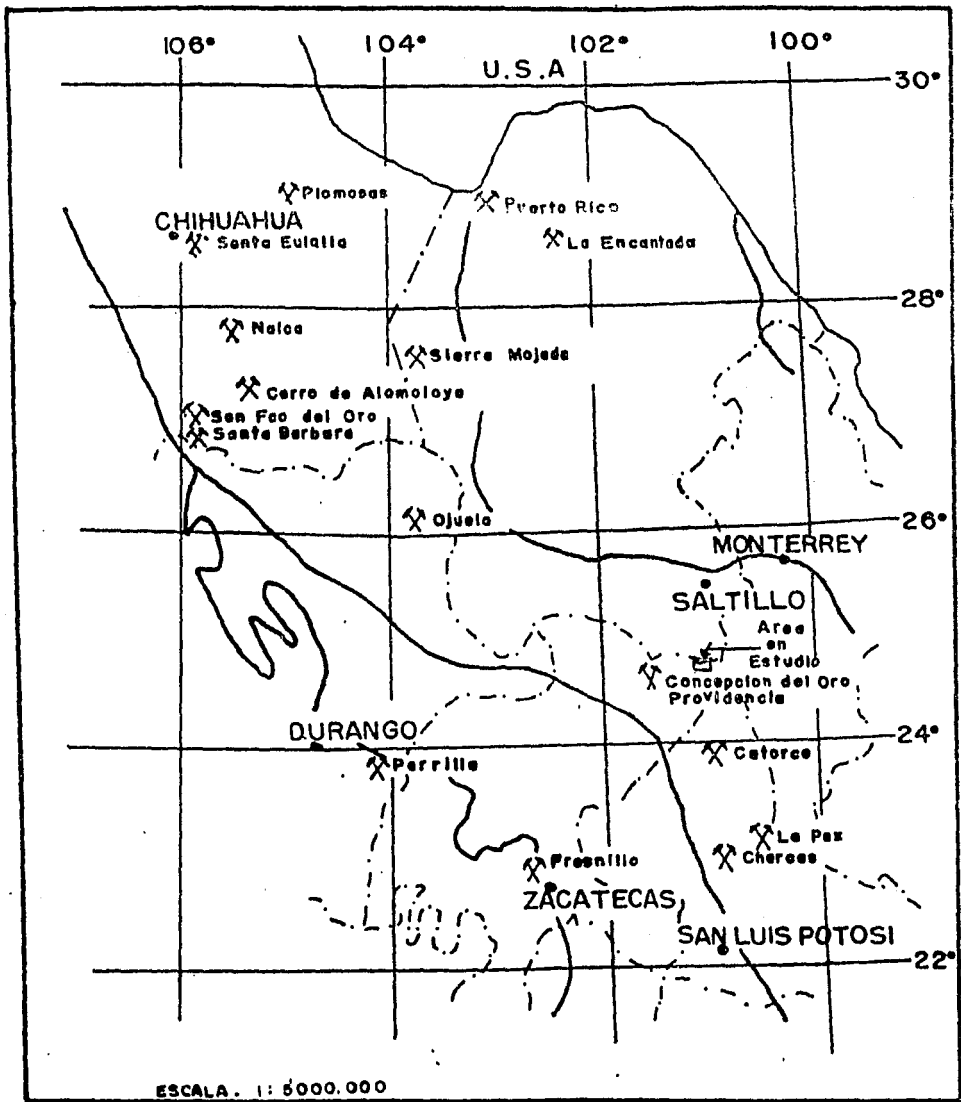 106° 104° 102° 100°
U.S.A
30°
Plomosas
Puerto Rico
CHIHUAHUA
Santa Eulalia
La Encantada
28°
Naica
Sierra Mojada
Cerro de Alomoloya
San Fco del Oro
Santa Barbara
Ojuela
26°
MONTERREY
SALTILLO
Area
en
Estudio
Concepcion del Oro
Providencia
DURANGO
24°
Catorce
Parrilla
La Paz
Charcas
Fresnillo
ZACATECAS
SAN LUIS POTOSI
22°
ESCALA. 1:5000.000